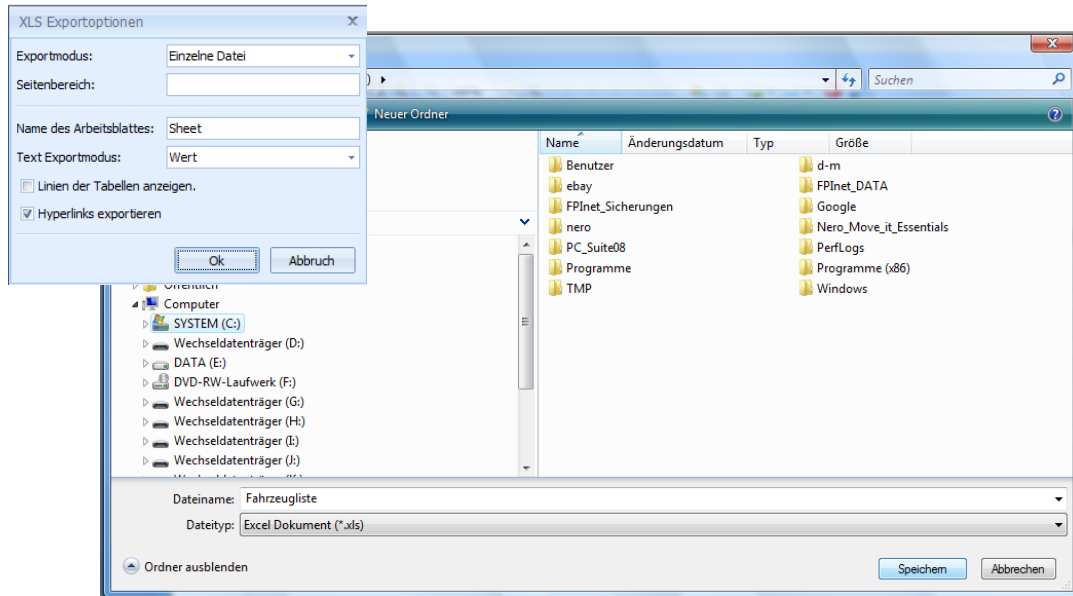 XLS Exportoptionen
Exportmodus: Einzelne Datei
Seitenbereich:
Name des Arbeitsblattes: Sheet
Text Exportmodus: Wert
Linien der Tabellen anzeigen.
Hyperlinks exportieren
Ok Abbruch
Suchen
Neuer Ordner
Name Änderungsdatum Typ Größe
Benutzer d-m
ebay FPInet_DATA
FPInet_Sicherungen Google
nero Nero_Move_it_Essentials
PC_Suite08 PerfLogs
Programme Programme (x86)
TMP Windows
Öffentlich
Computer
SYSTEM (C:)
Wechseldatenträger (D:)
DATA (E:)
DVD-RW-Laufwerk (F:)
Wechseldatenträger (G:)
Wechseldatenträger (H:)
Wechseldatenträger (I:)
Wechseldatenträger (J:)
Dateiname: Fahrzeugliste
Dateityp: Excel Dokument (*.xls)
Ordner ausblenden
Speichern Abbrechen